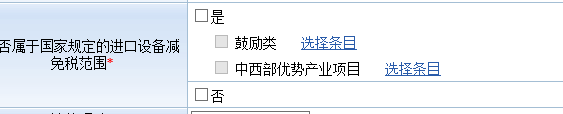 是
鼓励类 选择条目
否属于国家规定的进口设备减
免税范围*
中西部优势产业项目 选择条目
否